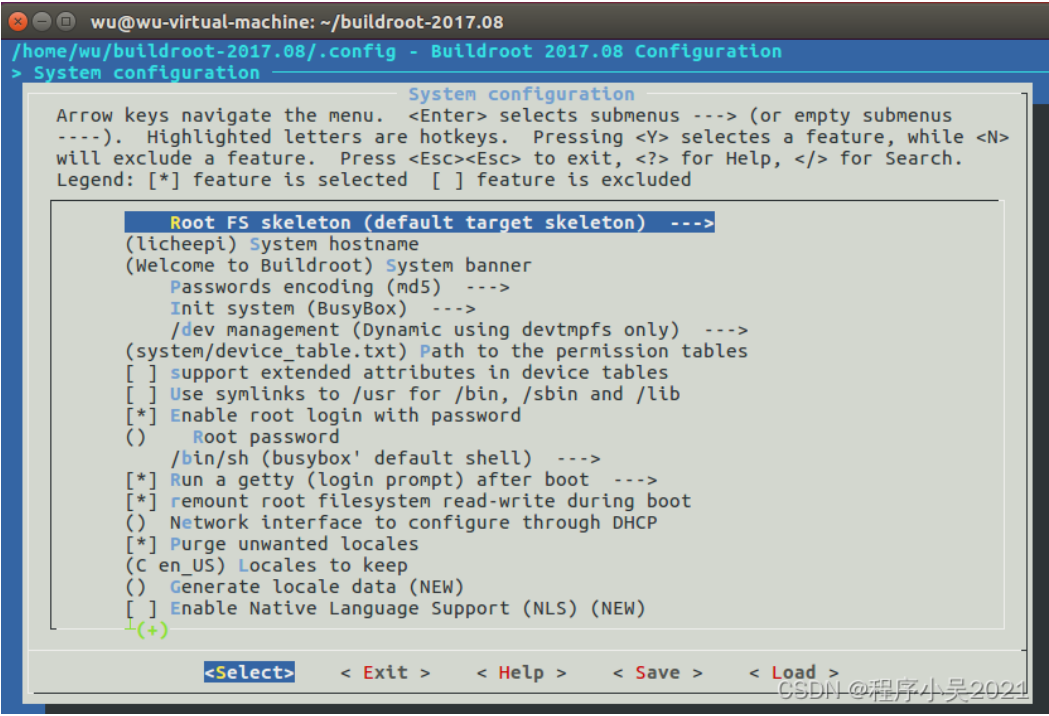 wu@wu-virtual-machine: ~/buildroot-2017.08
/home/wu/buildroot-2017.08/.config - Buildroot 2017.08 Configuration
> System configuration
System configuration
Arrow keys navigate the menu.  <Enter> selects submenus ---> (or empty submenus
----).  Highlighted letters are hotkeys.  Pressing <Y> selectes a feature, while <N>
will exclude a feature.  Press <Esc><Esc> to exit, <?> for Help, </> for Search.
Legend: [*] feature is selected  [ ] feature is excluded
Root FS skeleton (default target skeleton)  --->
(licheepi) System hostname
(Welcome to Buildroot) System banner
Passwords encoding (md5)  --->
Init system (BusyBox)  --->
/dev management (Dynamic using devtmpfs only)  --->
(system/device_table.txt) Path to the permission tables
[ ] support extended attributes in device tables
[ ] Use symlinks to /usr for /bin, /sbin and /lib
[*] Enable root login with password
()    Root password
/bin/sh (busybox' default shell)  --->
[*] Run a getty (login prompt) after boot  --->
[*] remount root filesystem read-write during boot
()  Network interface to configure through DHCP
[*] Purge unwanted locales
(C en_US) Locales to keep
()  Generate locale data (NEW)
[ ] Enable Native Language Support (NLS) (NEW)
┴(+)
<Select>    < Exit >    < Help >    < Save >    < Load >
CSDN @程序小吴2021